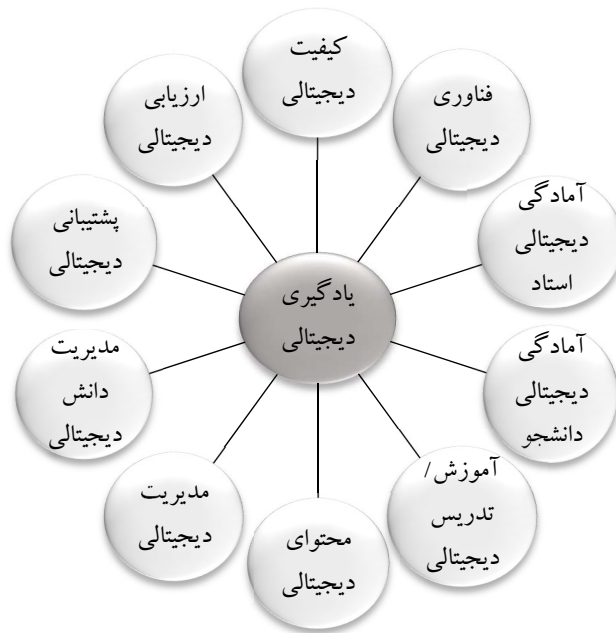 کیفیت
دیجیتالی
فناوری
دیجیتالی
آمادگی
دیجیتالی
استاد
آمادگی
دیجیتالی
دانشجو
آموزش/
تدریس
دیجیتالی
محتوای
دیجیتالی
مدیریت
دیجیتالی
مدیریت
دانش
دیجیتالی
پشتیبانی
دیجیتالی
ارزیابی
دیجیتالی
یادگیری
دیجیتالی